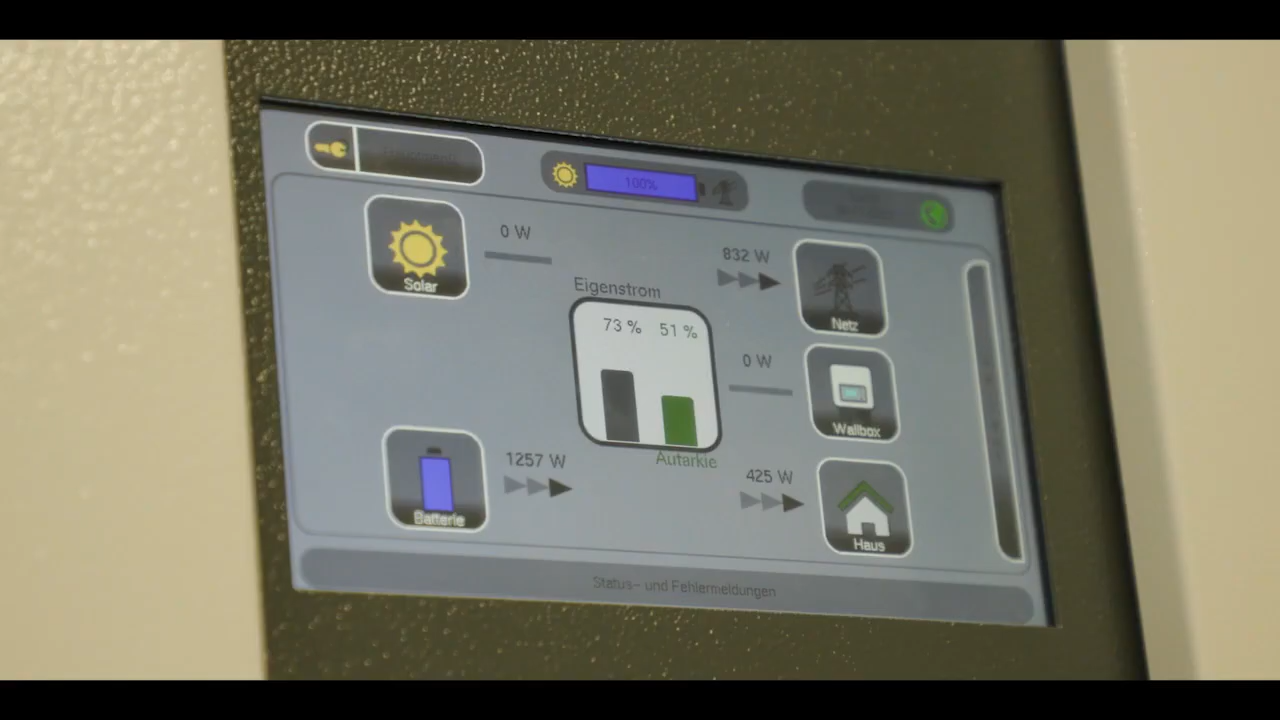 100%
Solar
0 W
832 W
Netz
Eigenstrom
73 % 51 %
0 W
Wallbox
Autarkie
Batterie
1257 W
425 W
Haus
Status- und Fehlermeldungen